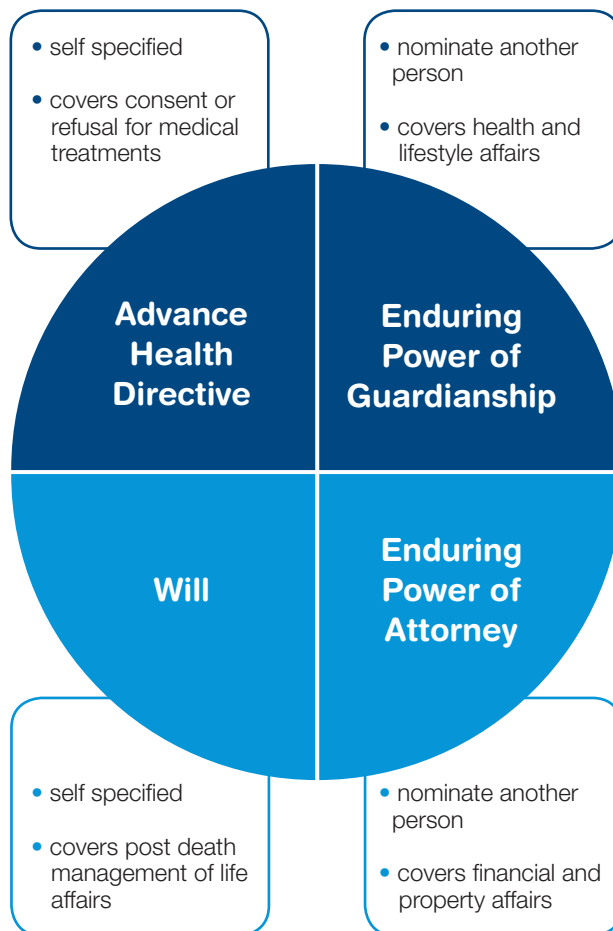 • self specified
• covers consent or
refusal for medical
treatments
• nominate another
person
• covers health and
lifestyle affairs
Advance
Health
Directive
Enduring
Power of
Guardianship
Will
Enduring
Power of
Attorney
• self specified
• covers post death
management of life
affairs
• nominate another
person
• covers financial and
property affairs